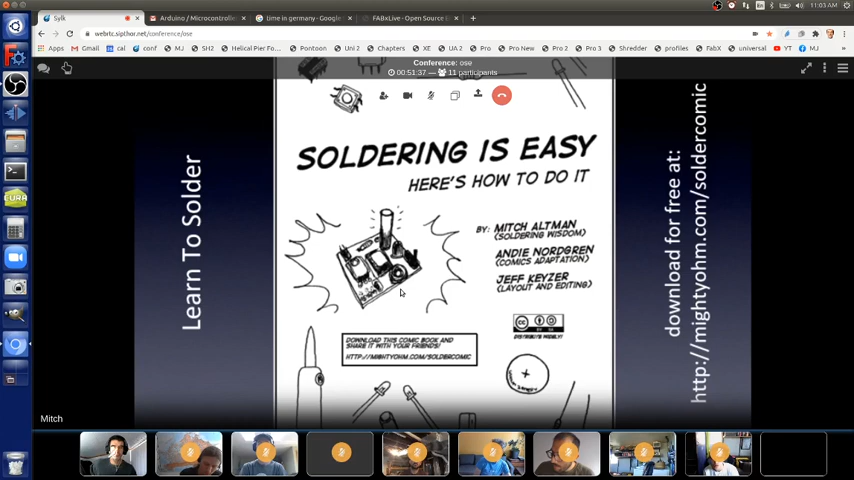 11:03 AM
Sylk
Arduino / Microcontroll
time in germany - Google
FABxLive - Open Source E
webrtc.sipthor.net/conference/ose
Gmail
cal
MJ
SH2
Helical Pier Fo
Pontoon
Uni 2
Chapters
XE
UA 2
Pro
Pro New
Pro 2
Pro 3
Shredder
profiles
FabX
universal
YT
MJ
Conference: ose
00:51:37 — 11 participants
Learn To Solder
SOLDERING IS EASY
HERE'S HOW TO DO IT
BY: MITCH ALTMAN
(SOLDERING WISDOM)
ANDIE NORDGREN
(COMICS ADAPTATION)
JEFF KEYZER
(LAYOUT AND EDITING)
DISTRIBUTE WIDELY!
DOWNLOAD THIS COMIC BOOK AND
SHARE IT WITH YOUR FRIENDS!
HTTP://MIGHTYOHM.COM/SOLDERCOMIC
download for free at:
http://mightyohm.com/soldercomic
Mitch
CURA